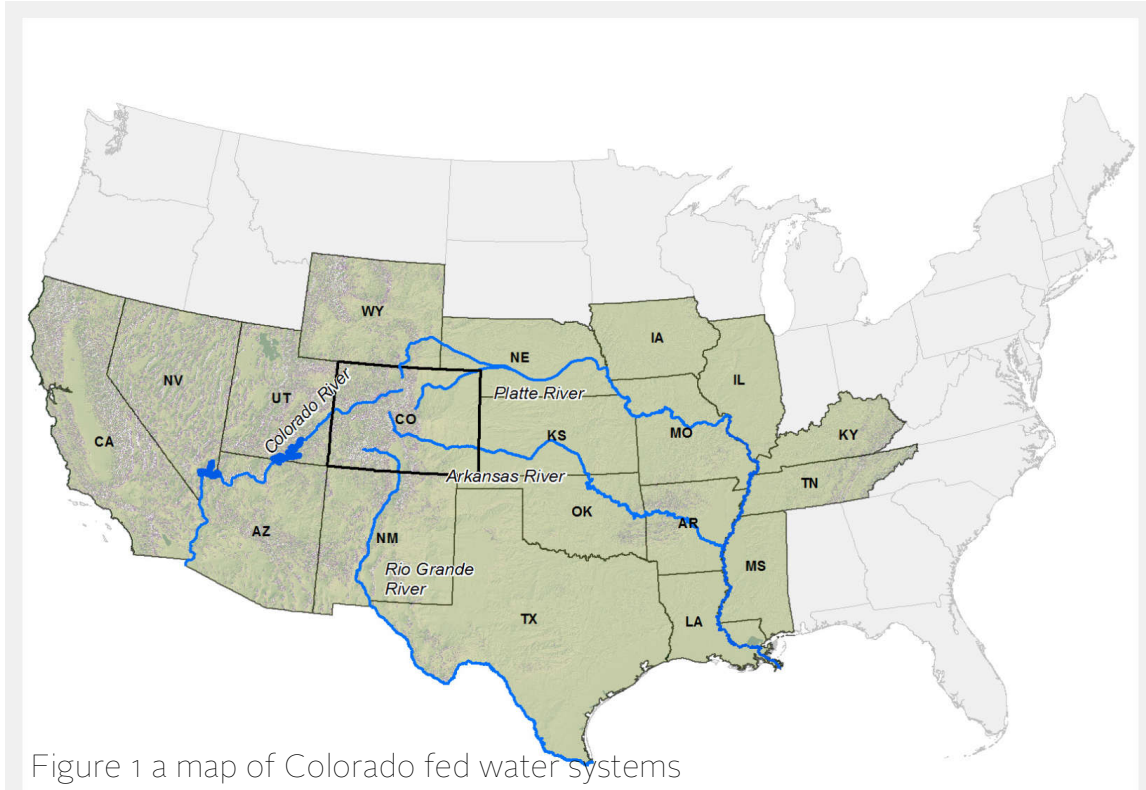 WY
NE
IA
IL
NV
UT
Colorado River
CO
Platte River
CA
KS
MO
KY
Arkansas River
TN
AZ
NM
OK
AR
Rio Grande
River
MS
TX
LA
Figure 1 a map of Colorado fed water systems